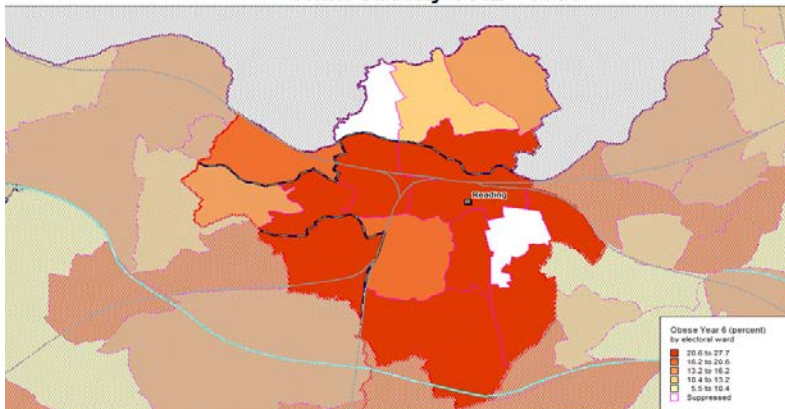 Reading
Obese Year 6 (percent)
by electoral ward
20.6 to 27.7
16.2 to 20.6
13.2 to 16.2
10.4 to 13.2
5.5 to 10.4
Suppressed